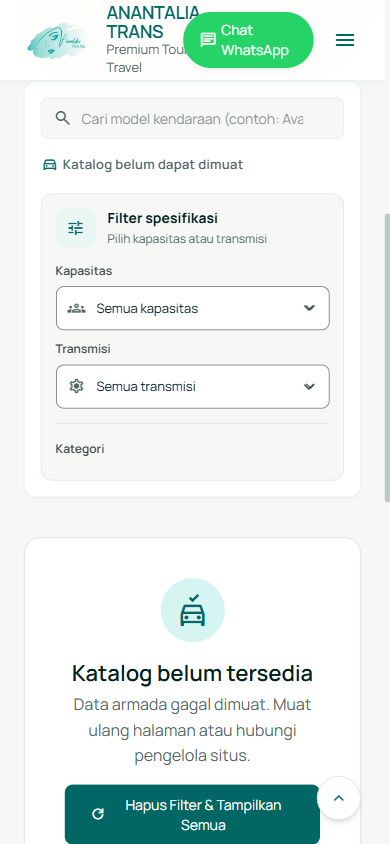 ANANTALIA
TRANS
Premium Tour
Travel
Chat
WhatsApp
Cari model kendaraan (contoh: Ava
Katalog belum dapat dimuat
Filter spesifikasi
Pilih kapasitas atau transmisi
Kapasitas
Semua kapasitas
Transmisi
Semua transmisi
Kategori
Katalog belum tersedia
Data armada gagal dimuat. Muat
ulang halaman atau hubungi
pengelola situs.
Hapus Filter & Tampilkan
Semua